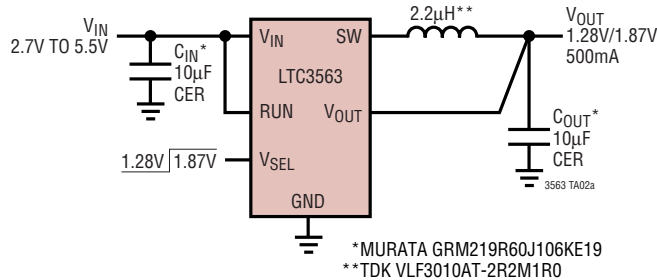 VIN
2.7V TO 5.5V
CIN*
10µF
CER
VIN
SW
LTC3563
RUN
VOUT
VSEL
GND
2.2µH**
VOUT
1.28V/1.87V
500mA
COUT*
10µF
CER
1.28V 1.87V
3563 TA02a
*MURATA GRM219R60J106KE19
**TDK VLF3010AT-2R2M1R0